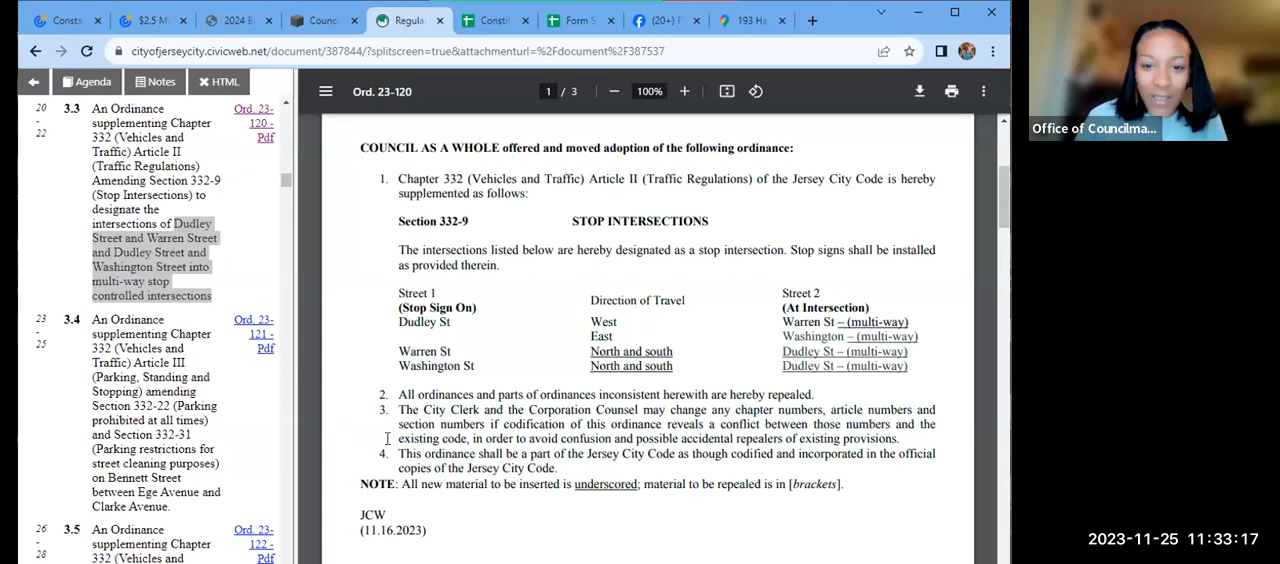 Consta
$2.5 M
2024 B
Counci
Regular
Constit
Form S
(20+) F
193 Ha
cityofjerseycity.civicweb.net/document/387844/?splitscreen=true&attachmenturl=%2Fdocument%2F387537
Agenda
Notes
HTML
Ord. 23-120
1 / 3
100%
20
-
22
3.3
An Ordinance
supplementing Chapter
332 (Vehicles and
Traffic) Article II
(Traffic Regulations)
Amending Section 332-9
(Stop Intersections) to
designate the
intersections of Dudley
Street and Warren Street
and Dudley Street and
Washington Street into
multi-way stop
controlled intersections
Ord. 23-
120 -
Pdf
23
-
25
3.4
An Ordinance
supplementing Chapter
332 (Vehicles and
Traffic) Article III
(Parking, Standing and
Stopping) amending
Section 332-22 (Parking
prohibited at all times)
and Section 332-31
(Parking restrictions for
street cleaning purposes)
on Bennett Street
between Ege Avenue and
Clarke Avenue.
Ord. 23-
121 -
Pdf
26
-
28
3.5
An Ordinance
supplementing Chapter
332 (Vehicles and
Ord. 23-
122 -
Pdf
COUNCIL AS A WHOLE offered and moved adoption of the following ordinance:
1. Chapter 332 (Vehicles and Traffic) Article II (Traffic Regulations) of the Jersey City Code is hereby
supplemented as follows:
Section 332-9 STOP INTERSECTIONS
The intersections listed below are hereby designated as a stop intersection. Stop signs shall be installed
as provided therein.
Street 1 Direction of Travel Street 2
(Stop Sign On) (At Intersection)
Dudley St West Warren St – (multi-way)
East Washington – (multi-way)
Warren St North and south Dudley St – (multi-way)
Washington St North and south Dudley St – (multi-way)
2. All ordinances and parts of ordinances inconsistent herewith are hereby repealed.
3. The City Clerk and the Corporation Counsel may change any chapter numbers, article numbers and
section numbers if codification of this ordinance reveals a conflict between those numbers and the
existing code, in order to avoid confusion and possible accidental repealers of existing provisions.
4. This ordinance shall be a part of the Jersey City Code as though codified and incorporated in the official
copies of the Jersey City Code.
NOTE: All new material to be inserted is underscored; material to be repealed is in [brackets].
JCW
(11.16.2023)
Office of Councilma...
2023-11-25 11:33:17